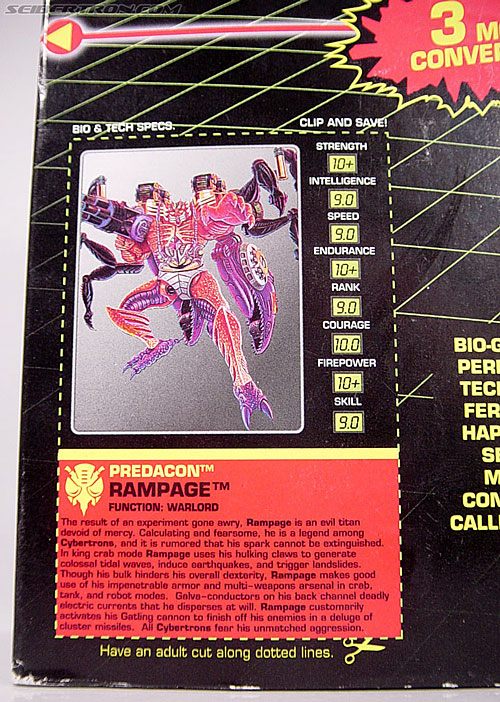 SEIBERTRON.COM
3 M
CONVE
BIO & TECH SPECS.
CLIP AND SAVE!
STRENGTH
10+
INTELLIGENCE
9.0
SPEED
9.0
ENDURANCE
10+
RANK
9.0
COURAGE
10.0
FIREPOWER
10+
SKILL
9.0
BIO-G
PER
TEC
FER
HAP
SE
M
CON
CALL
PREDACON™
RAMPAGE™
FUNCTION: WARLORD
The result of an experiment gone awry, Rampage is an evil titan
devoid of mercy. Calculating and fearsome, he is a legend among
Cybertrons, and it is rumored that his spark cannot be extinguished.
In king crab mode Rampage uses his hulking claws to generate
colossal tidal waves, induce earthquakes, and trigger landslides.
Though his bulk hinders his overall dexterity, Rampage makes good
use of his impenetrable armor and multi-weapons arsenal in crab,
tank, and robot modes. Galva-conductors on his back channel deadly
electric currents that he disperses at will. Rampage customarily
activates his Gatling cannon to finish off his enemies in a deluge of
cluster missiles. All Cybertrons fear his unmatched aggression.
Have an adult cut along dotted lines.